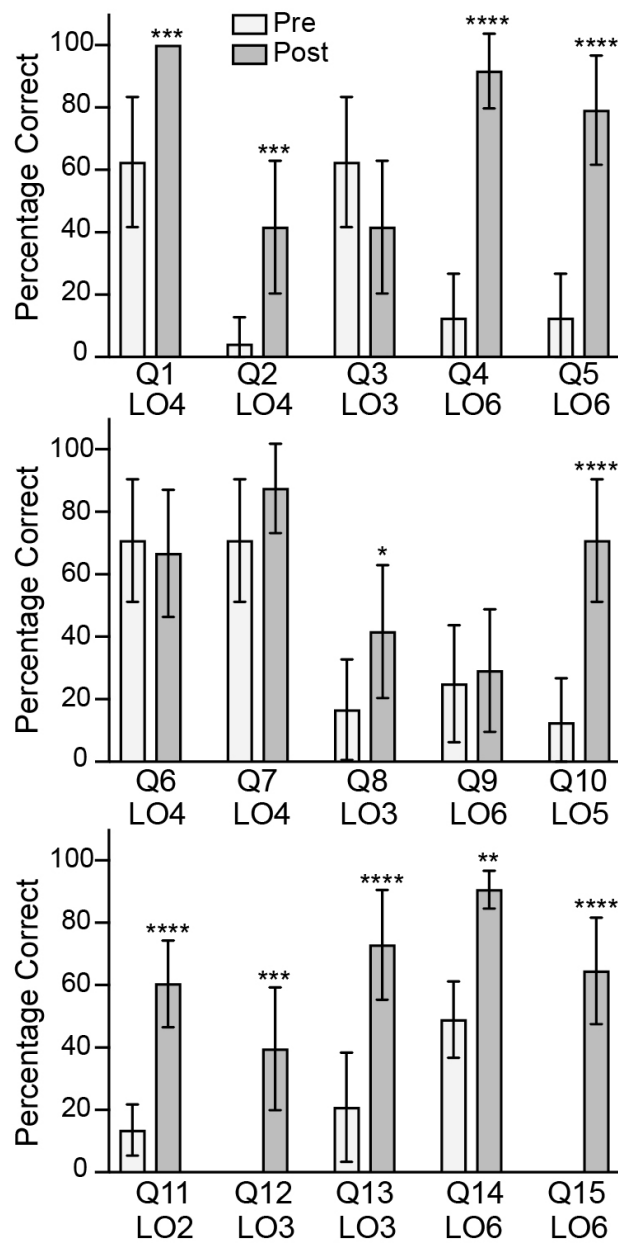 Percentage Correct
100
80
60
40
20
0
Pre
Post
***
***
****
****
Q1 Q2 Q3 Q4 Q5
LO4 LO4 LO3 LO6 LO6
Percentage Correct
100
80
60
40
20
0
*
****
Q6 Q7 Q8 Q9 Q10
LO4 LO4 LO3 LO6 LO5
Percentage Correct
100
80
60
40
20
0
****
***
****
**
****
Q11 Q12 Q13 Q14 Q15
LO2 LO3 LO3 LO6 LO6